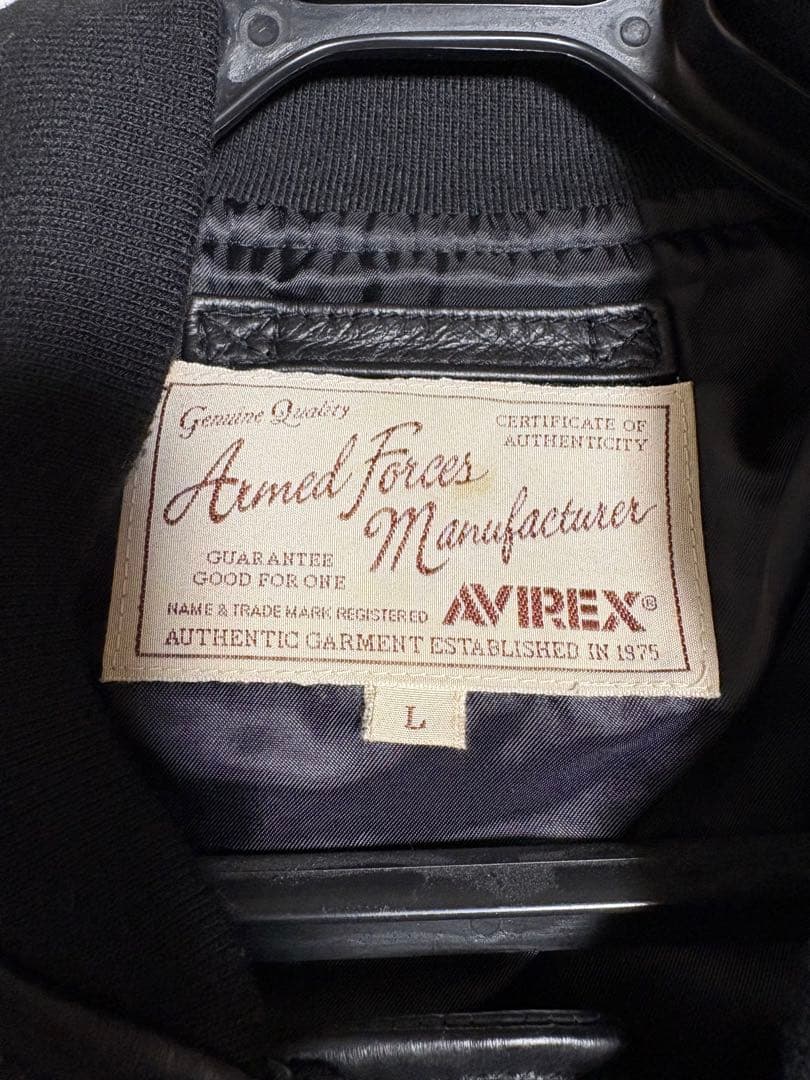 Genuine Quality
CERTIFICATE OF
AUTHENTICITY
Armed Forces
Manufacturer
GUARANTEE
GOOD FOR ONE
NAME & TRADE MARK REGISTERED
AVIREX®
AUTHENTIC GARMENT ESTABLISHED IN 1975
L